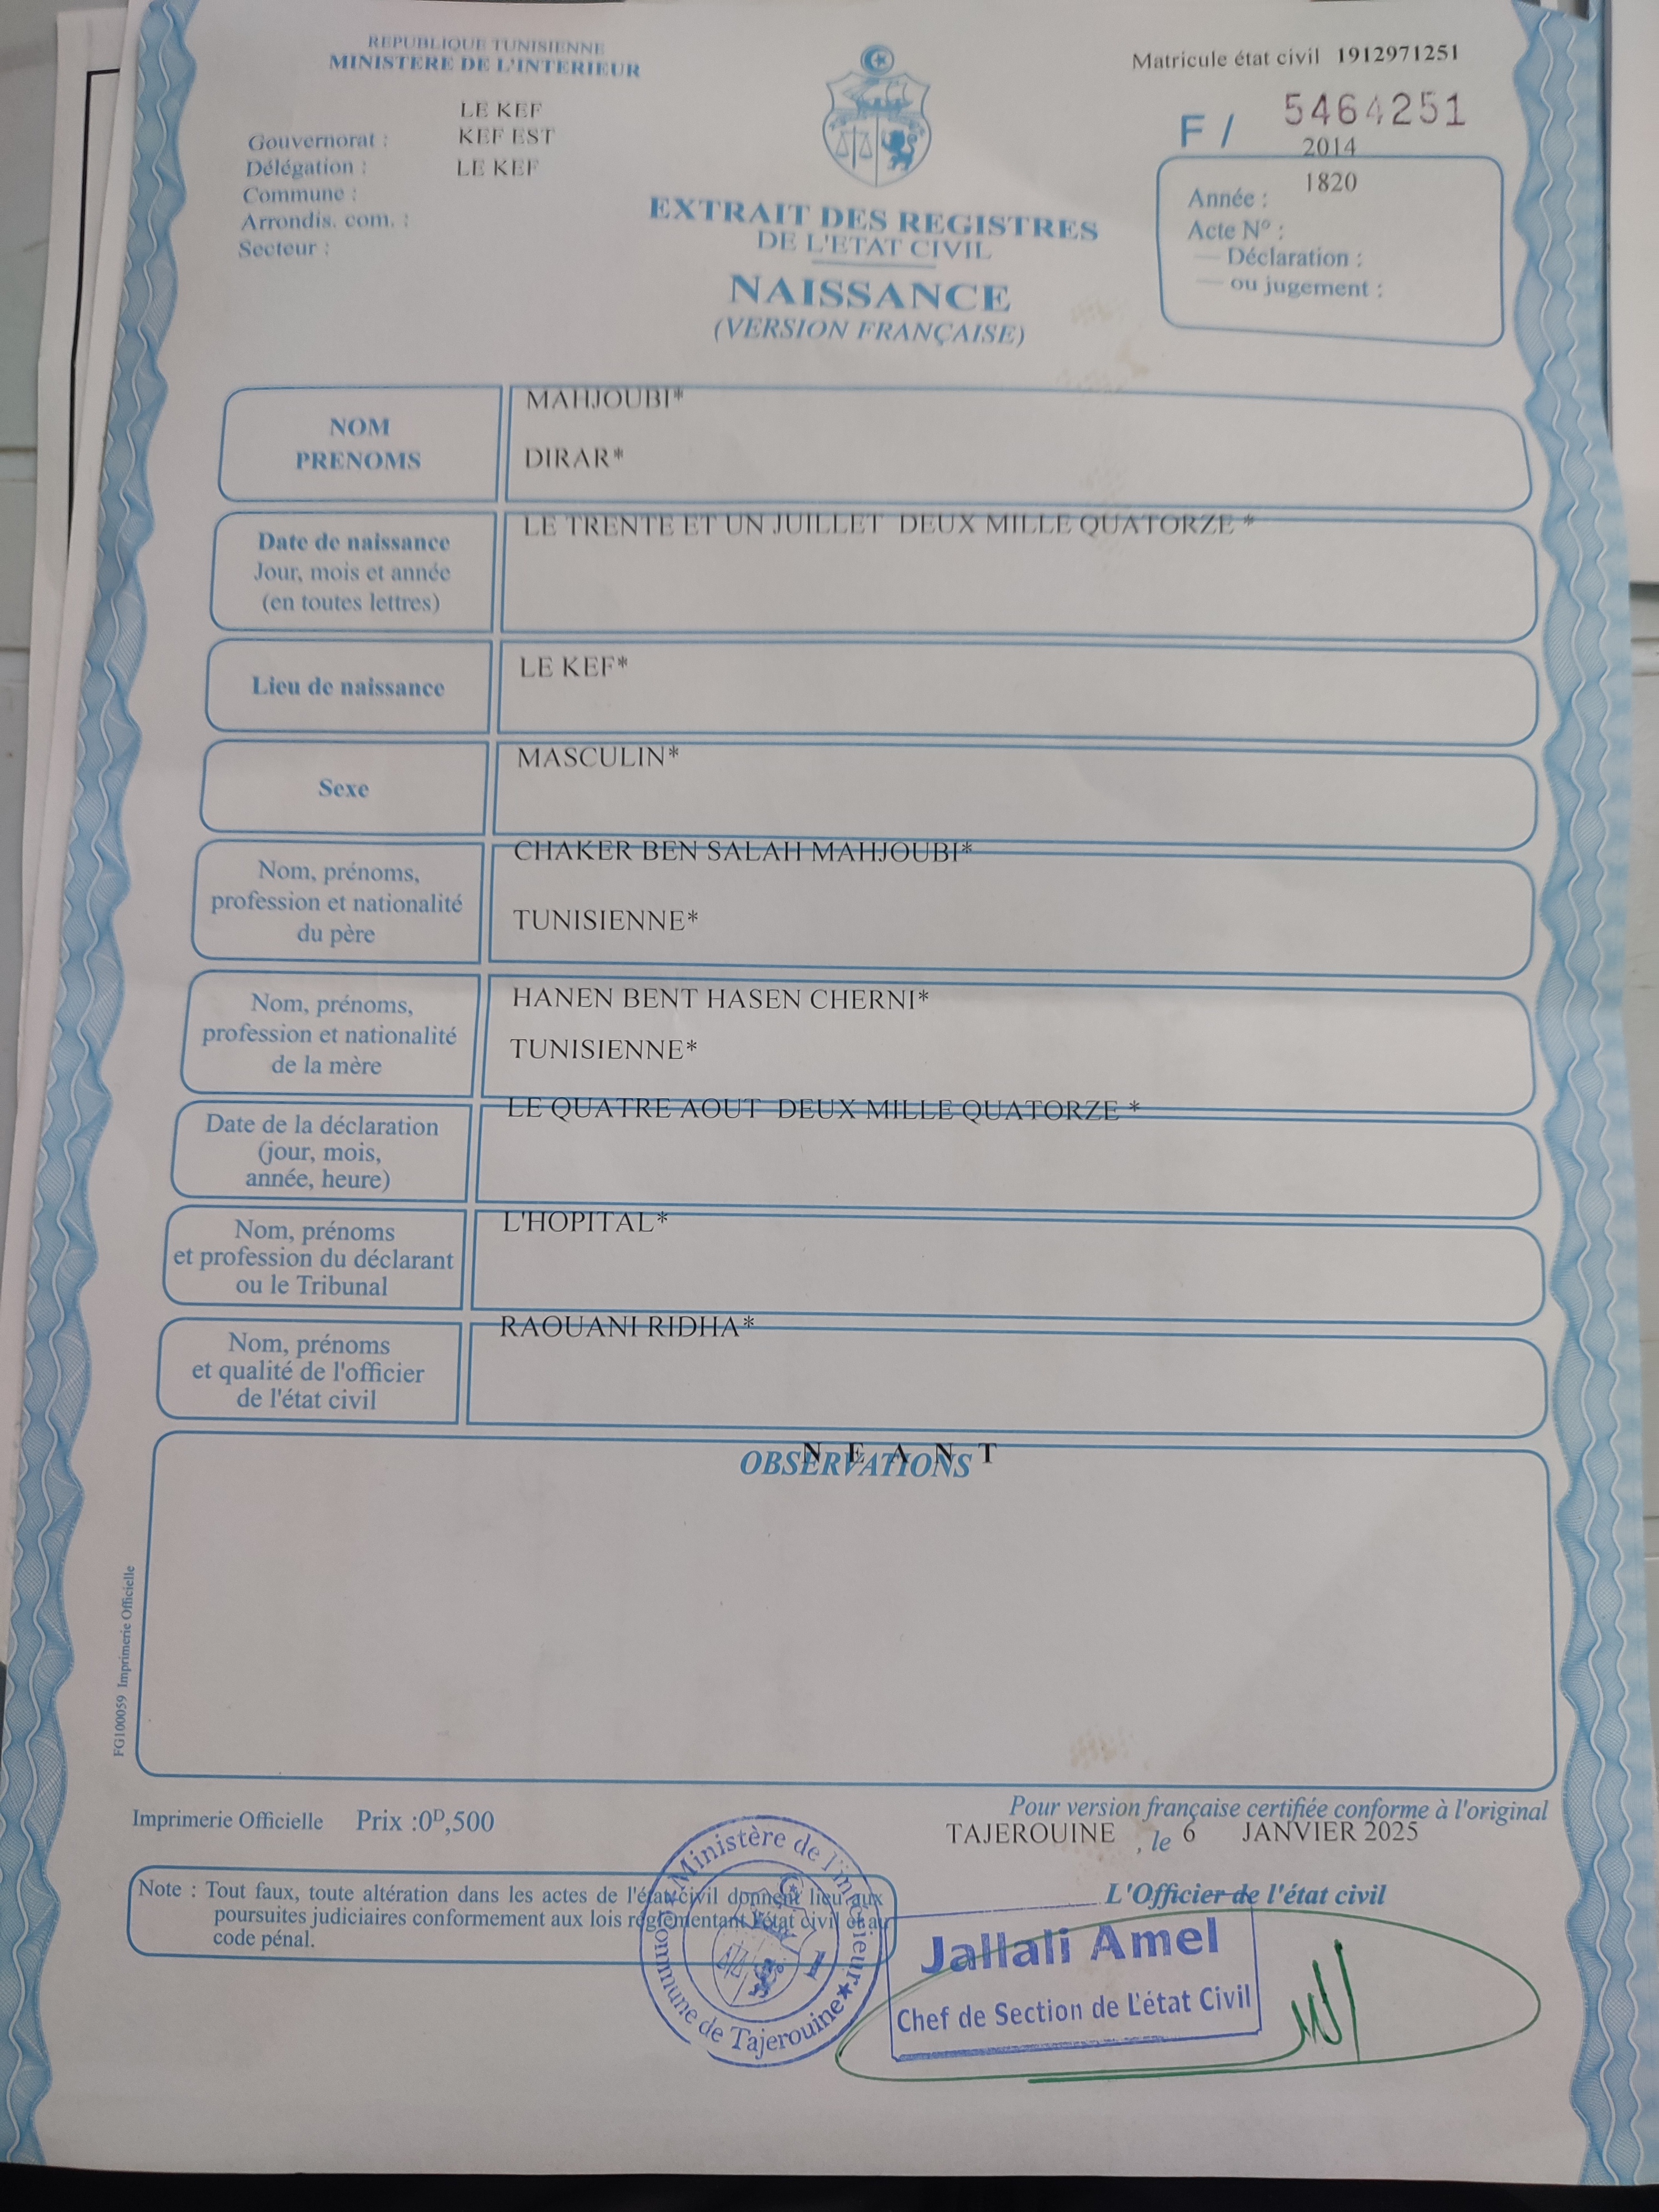 REPUBLIQUE TUNISIENNE
MINISTERE DE L'INTERIEUR
Matricule état civil 1912971251
F / 5464251
LE KEF
Gouvernorat : KEF EST
Délégation : LE KEF
Commune :
Arrondis. com. :
Secteur :
2014
1820
Année :
Acte N° :
— Déclaration :
— ou jugement :
EXTRAIT DES REGISTRES
DE L'ETAT CIVIL
NAISSANCE
(VERSION FRANÇAISE)
NOM
PRENOMS
MAHJOUBI*
DIRAR*
Date de naissance
Jour, mois et année
(en toutes lettres)
LE TRENTE ET UN JUILLET DEUX MILLE QUATORZE *
Lieu de naissance
LE KEF*
Sexe
MASCULIN*
Nom, prénoms,
profession et nationalité
du père
CHAKER BEN SALAH MAHJOUBI*
TUNISIENNE*
Nom, prénoms,
profession et nationalité
de la mère
HANEN BENT HASEN CHERNI*
TUNISIENNE*
Date de la déclaration
(jour, mois,
année, heure)
LE QUATRE AOUT DEUX MILLE QUATORZE *
Nom, prénoms
et profession du déclarant
ou le Tribunal
L'HOPITAL*
Nom, prénoms
et qualité de l'officier
de l'état civil
RAOUANI RIDHA*
N E A N T
OBSERVATIONS
FG100059 Imprimerie Officielle
Imprimerie Officielle Prix :0ᴰ,500
Pour version française certifiée conforme à l'original
TAJEROUINE , le 6 JANVIER 2025
Note : Tout faux, toute altération dans les actes de l'état civil donnent lieu aux
poursuites judiciaires conformement aux lois réglementant l'état civil et au
code pénal.
L'Officier de l'état civil
Ministère de l'intérieur
Commune de Tajerouine
1
Jallali Amel
Chef de Section de L'état Civil